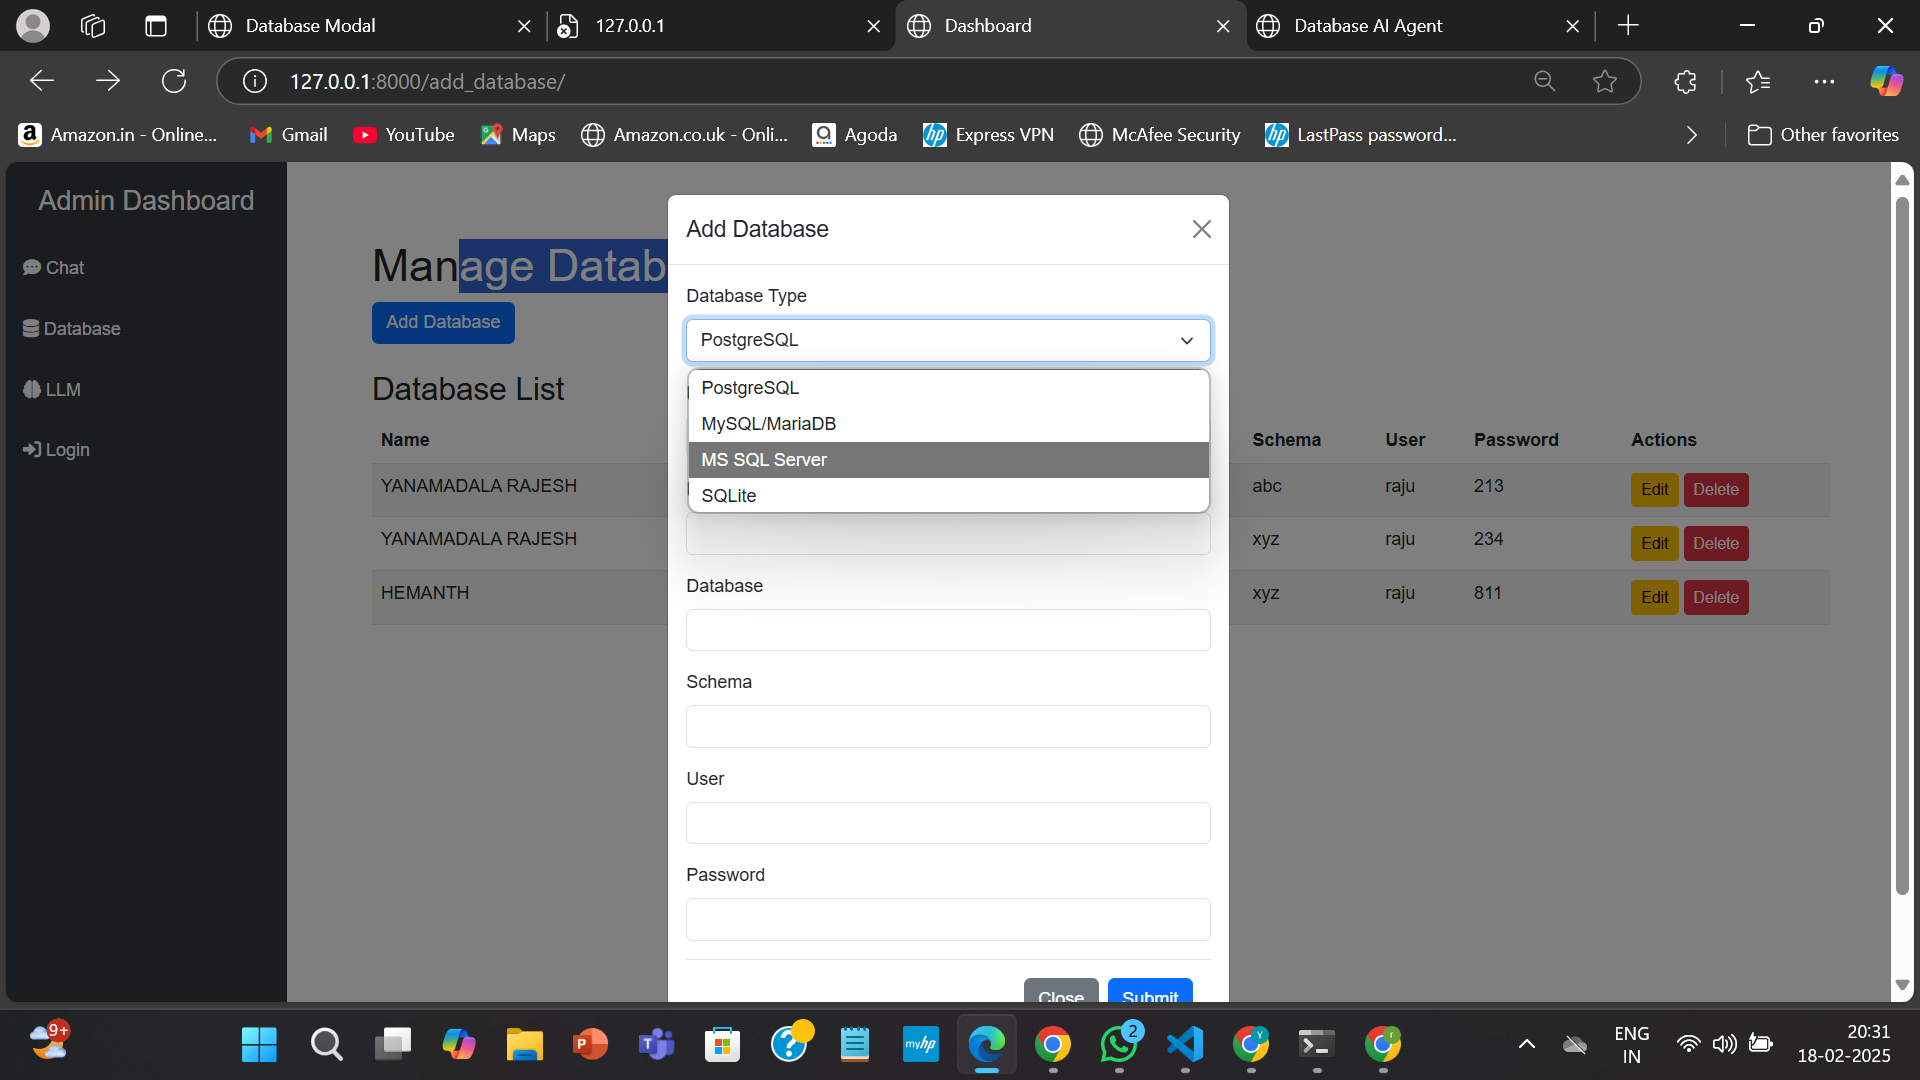 Database Modal
127.0.0.1
Dashboard
Database AI Agent
127.0.0.1:8000/add_database/
Amazon.in - Online...
Gmail
YouTube
Maps
Amazon.co.uk - Onli...
Agoda
Express VPN
McAfee Security
LastPass password...
Other favorites
Admin Dashboard
Chat
Database
LLM
Login
Manage Datab
Add Database
Database List
Name Schema User Password Actions
YANAMADALA RAJESH abc raju 213 Edit Delete
YANAMADALA RAJESH xyz raju 234 Edit Delete
HEMANTH xyz raju 811 Edit Delete
Add Database
Database Type
PostgreSQL
PostgreSQL
MySQL/MariaDB
MS SQL Server
SQLite
Database
Schema
User
Password
Close Submit
9+
myhp
2
ENG
IN
20:31
18-02-2025